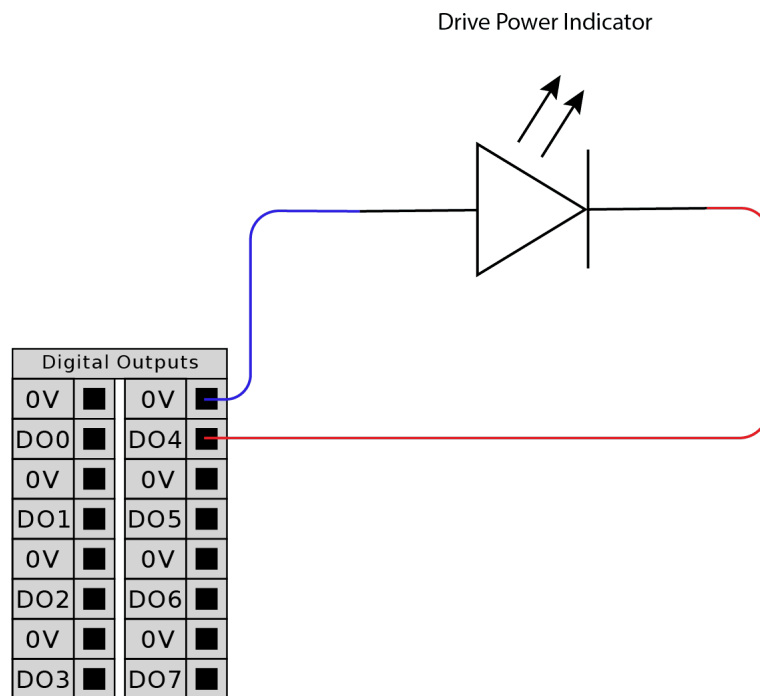 Drive Power Indicator
Digital Outputs
0V 0V
DO0 DO4
0V 0V
DO1 DO5
0V 0V
DO2 DO6
0V 0V
DO3 DO7